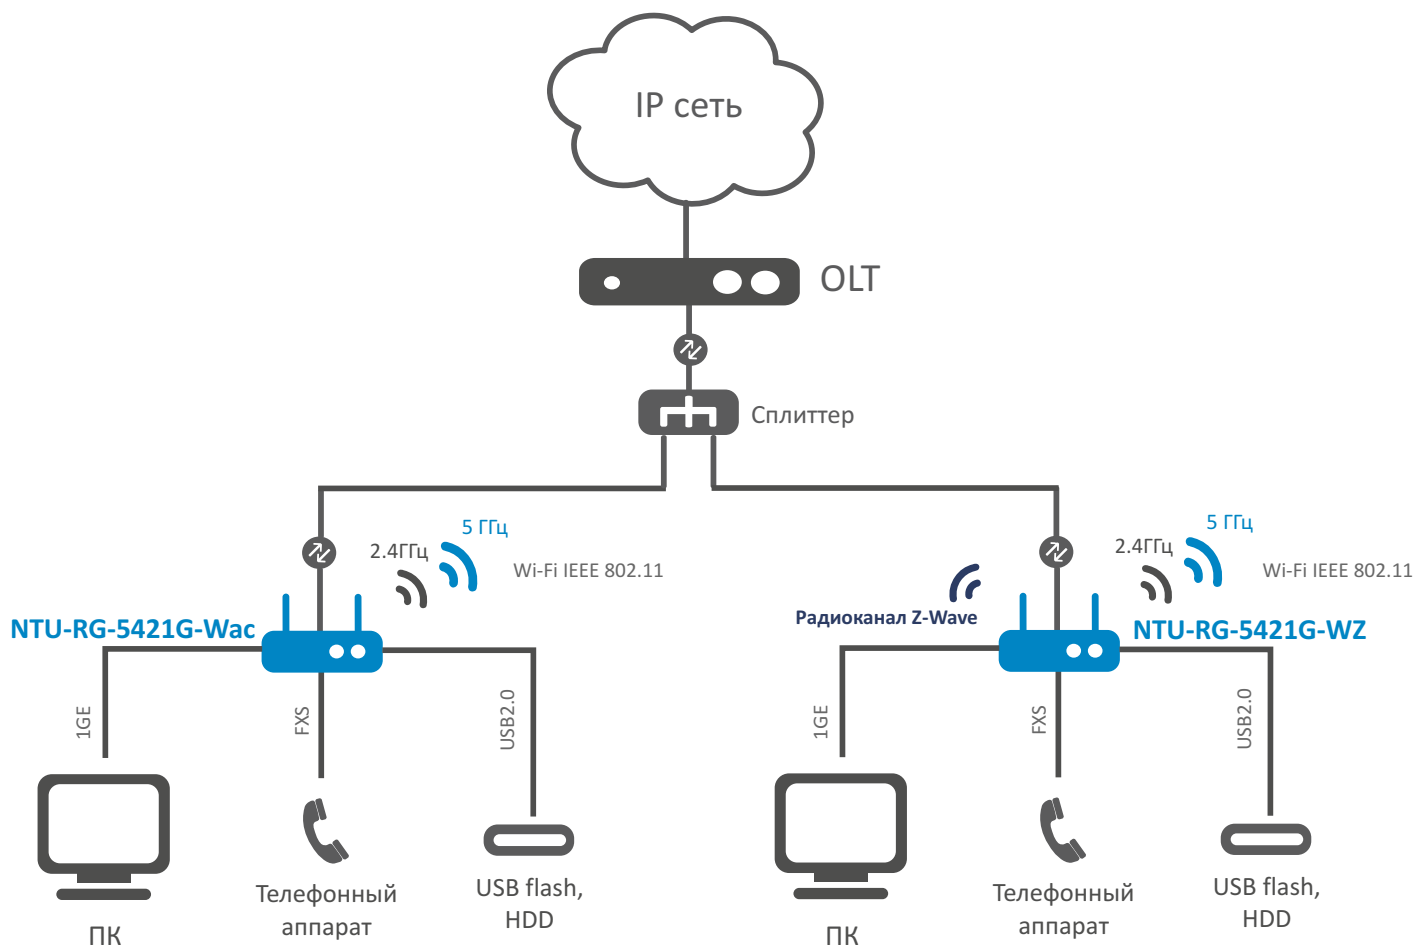 IP сеть
OLT
Сплиттер
5 ГГц
2.4ГГц
Wi-Fi IEEE 802.11
NTU-RG-5421G-Wac
1GE
FXS
USB2.0
ПК
Телефонный
аппарат
USB flash,
HDD
5 ГГц
2.4ГГц
Wi-Fi IEEE 802.11
Радиоканал Z-Wave
NTU-RG-5421G-WZ
1GE
FXS
USB2.0
ПК
Телефонный
аппарат
USB flash,
HDD